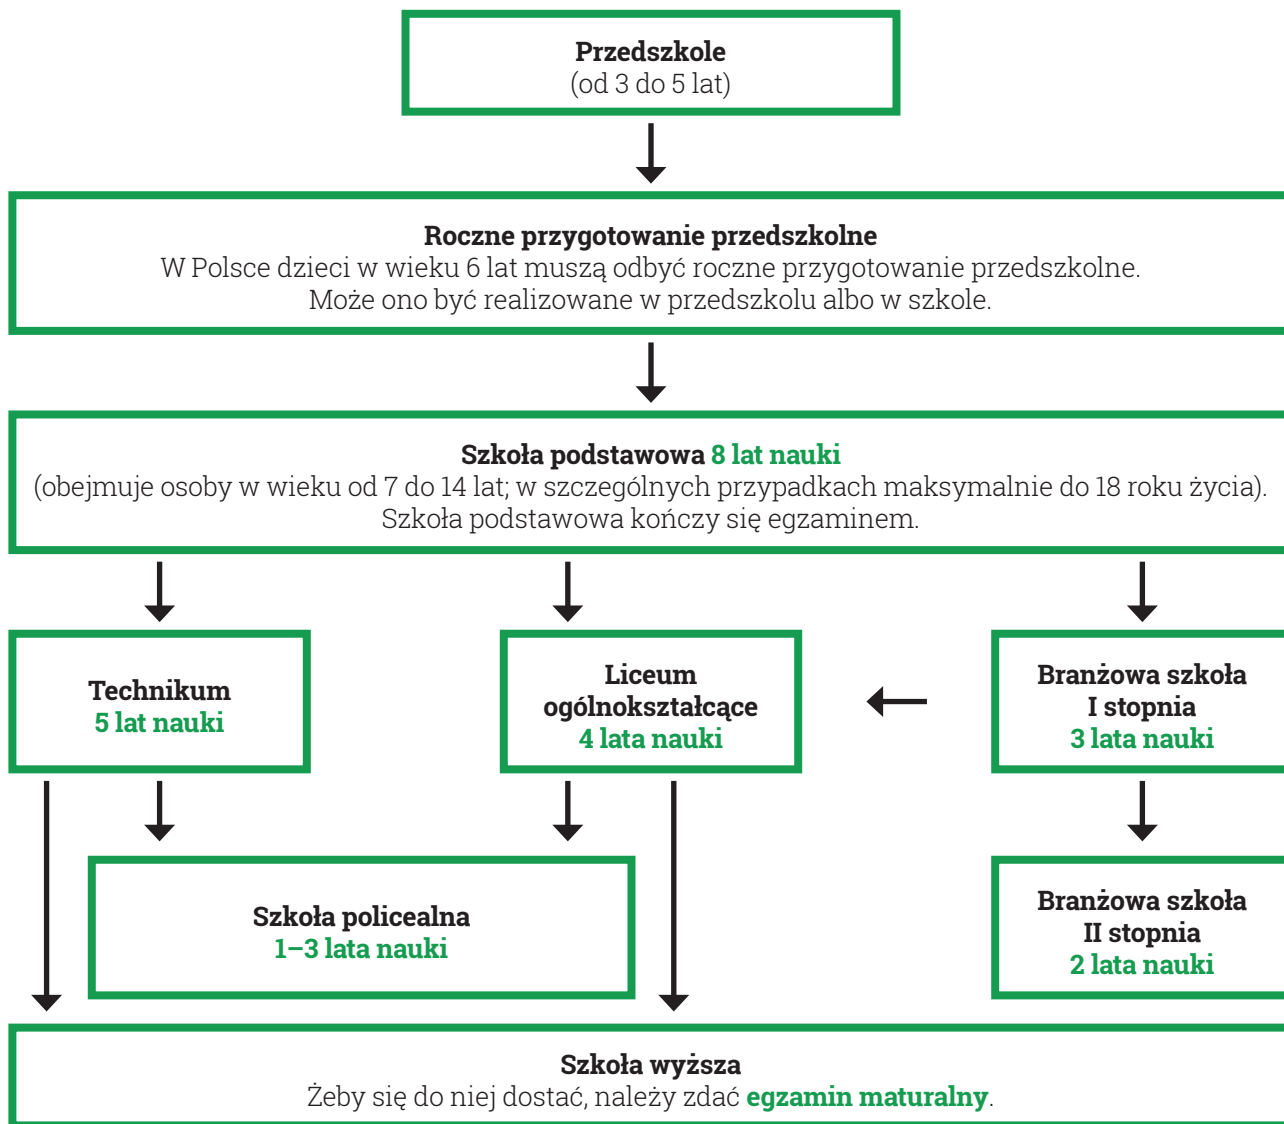 Przedszkole
(od 3 do 5 lat)
Roczne przygotowanie przedszkolne
W Polsce dzieci w wieku 6 lat muszą odbyć roczne przygotowanie przedszkolne.
Może ono być realizowane w przedszkolu albo w szkole.
Szkoła podstawowa 8 lat nauki
(obejmuje osoby w wieku od 7 do 14 lat; w szczególnych przypadkach maksymalnie do 18 roku życia).
Szkoła podstawowa kończy się egzaminem.
Technikum
5 lat nauki
Liceum
ogólnokształcące
4 lata nauki
Branżowa szkoła
I stopnia
3 lata nauki
Szkoła policealna
1–3 lata nauki
Branżowa szkoła
II stopnia
2 lata nauki
Szkoła wyższa
Żeby się do niej dostać, należy zdać egzamin maturalny.